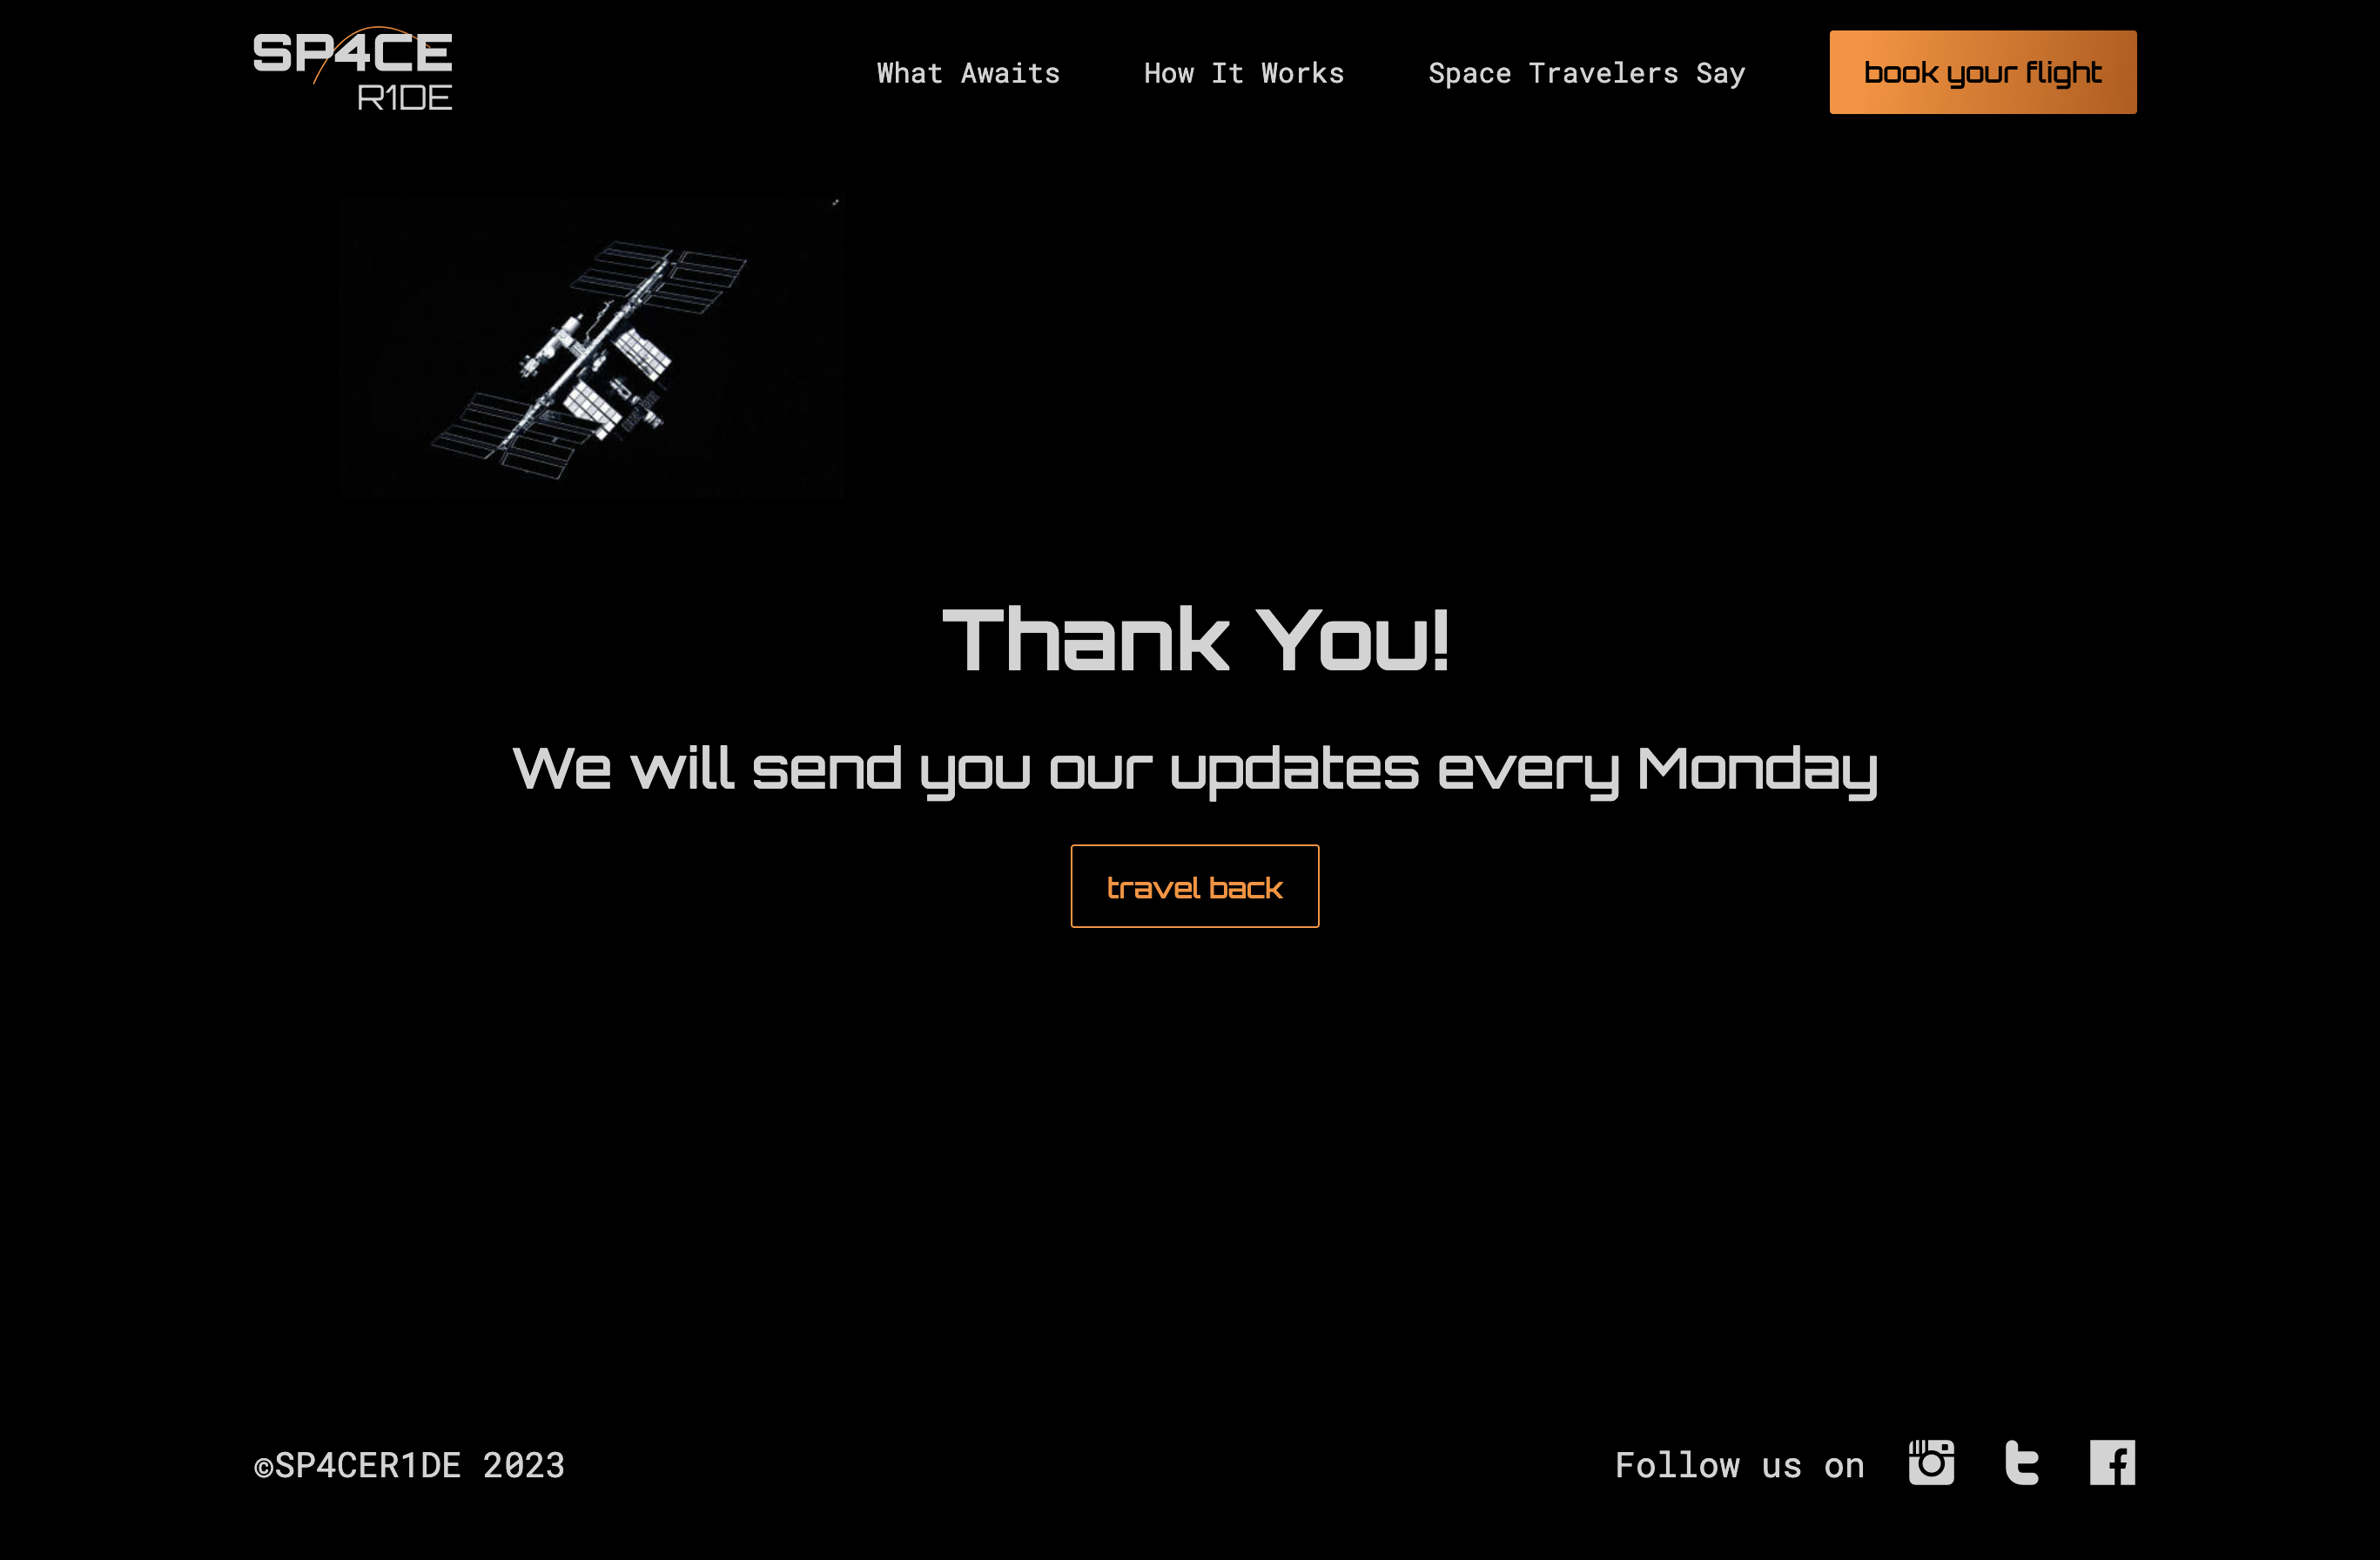 SP4CE
R1DE
What Awaits
How It Works
Space Travelers Say
book your flight
Thank You!
We will send you our updates every Monday
travel back
©SP4CER1DE 2023
Follow us on